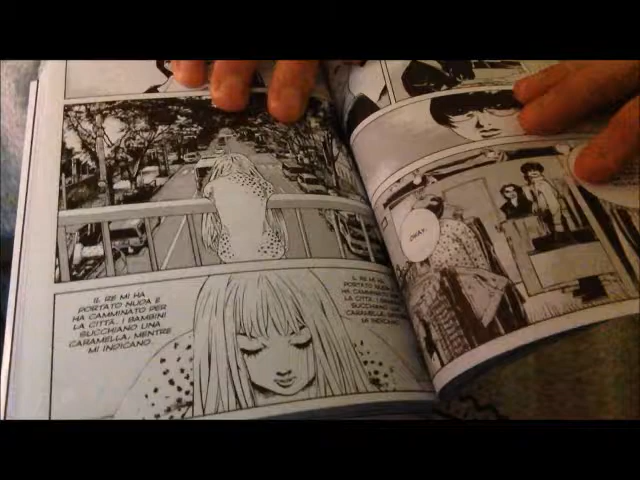 IL RE MI HA
PORTATO NUDA E
HA CAMMINATO PER
LA CITTÀ. I BAMBINI
SUCCHIANO UNA
CARAMELLA, MENTRE
MI INDICANO.
IL RE MI HA
PORTATO NUDA E
HA CAMMINATO PER
LA CITTÀ. I BAMBINI
SUCCHIANO UNA
CARAMELLA, MENTRE
MI INDICANO.
OKAY.